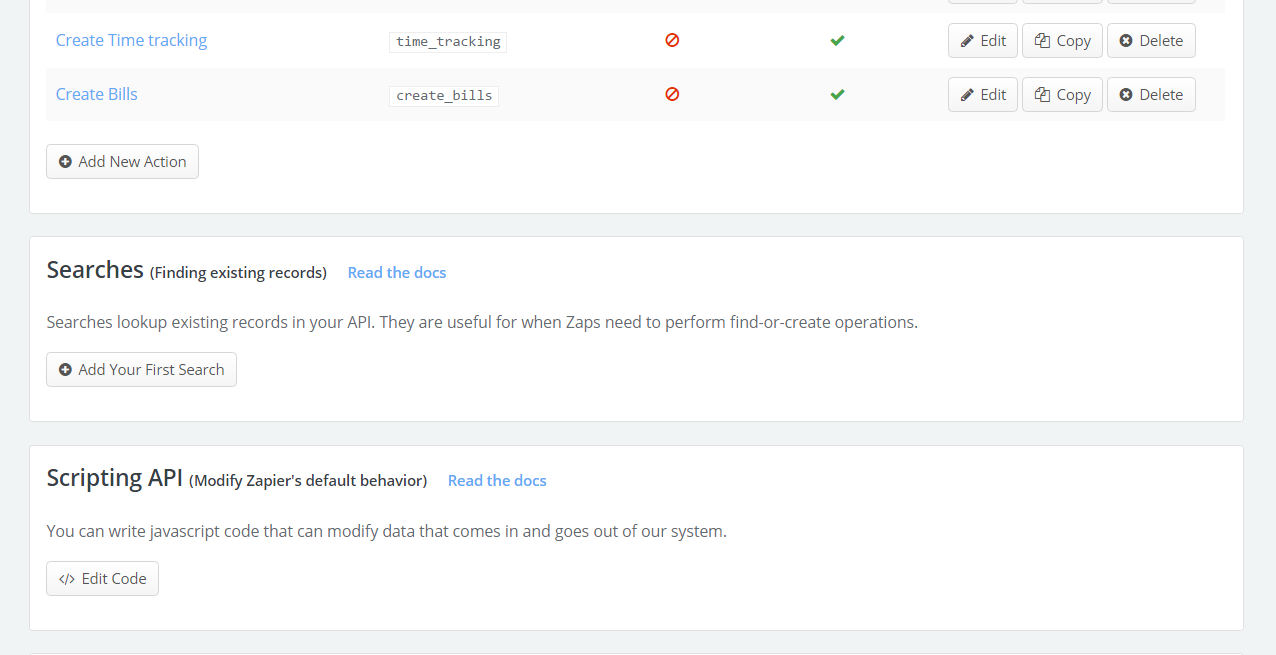 Create Time tracking time_tracking Edit Copy Delete
Create Bills create_bills Edit Copy Delete
Add New Action
Searches (Finding existing records) Read the docs
Searches lookup existing records in your API. They are useful for when Zaps need to perform find-or-create operations.
Add Your First Search
Scripting API (Modify Zapier's default behavior) Read the docs
You can write javascript code that can modify data that comes in and goes out of our system.
</> Edit Code